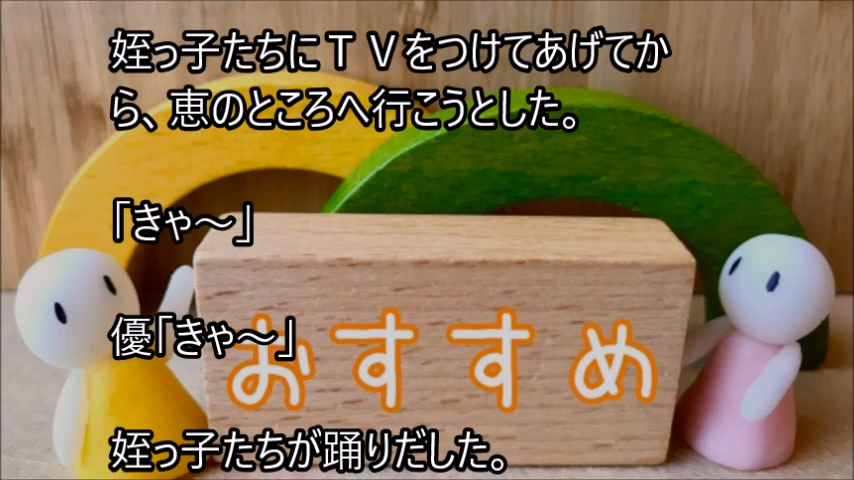 姪っ子たちにＴＶをつけてあげてか
ら、恵のところへ行こうとした。
「きゃ～」
優「きゃ～」
おすすめ
姪っ子たちが踊りだした。